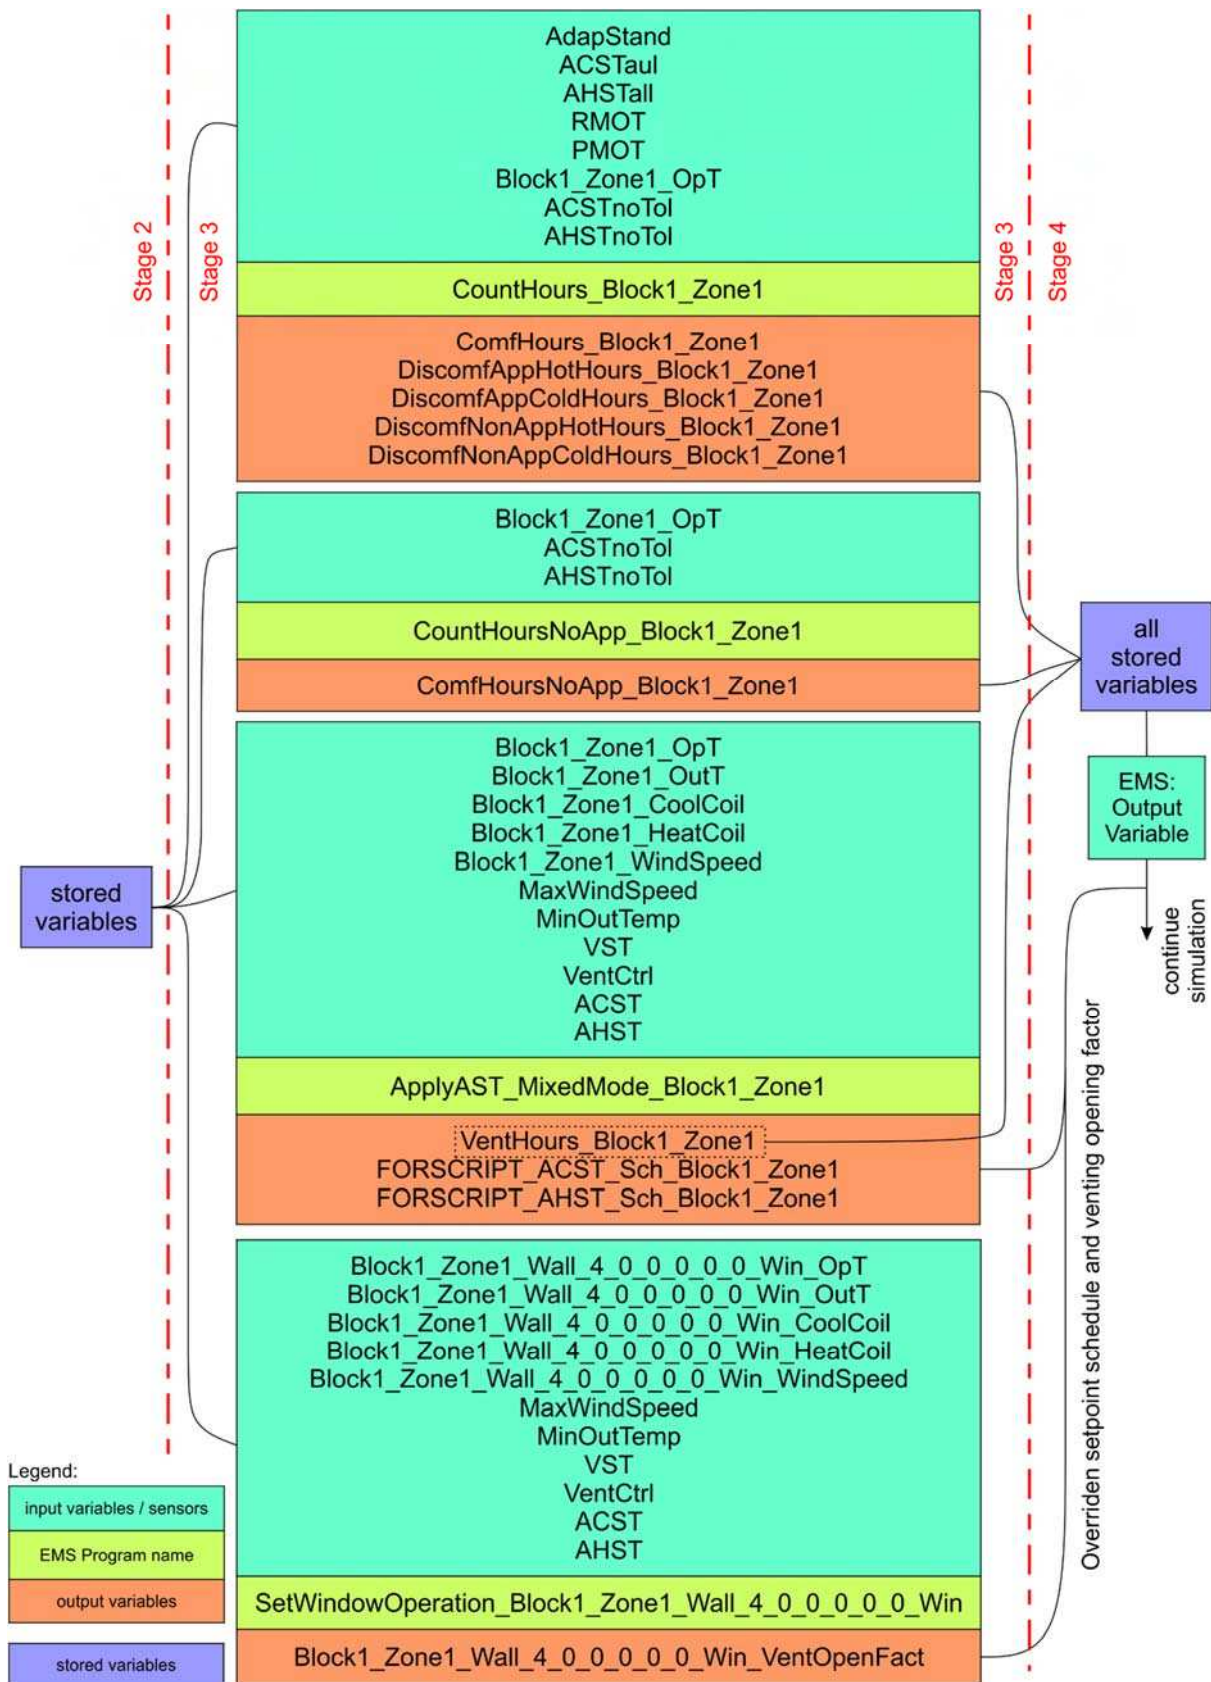 AdapStand
ACSTaul
AHSTall
RMOT
PMOT
Block1_Zone1_OpT
ACSTnoTol
AHSTnoTol
Stage 2
Stage 3
Stage 3
Stage 4
CountHours_Block1_Zone1
ComfHours_Block1_Zone1
DiscomfAppHotHours_Block1_Zone1
DiscomfAppColdHours_Block1_Zone1
DiscomfNonAppHotHours_Block1_Zone1
DiscomfNonAppColdHours_Block1_Zone1
Block1_Zone1_OpT
ACSTnoTol
AHSTnoTol
CountHoursNoApp_Block1_Zone1
ComfHoursNoApp_Block1_Zone1
all
stored
variables
EMS:
Output
Variable
continue
simulation
Block1_Zone1_OpT
Block1_Zone1_OutT
Block1_Zone1_CoolCoil
Block1_Zone1_HeatCoil
Block1_Zone1_WindSpeed
MaxWindSpeed
MinOutTemp
VST
VentCtrl
ACST
AHST
stored
variables
ApplyAST_MixedMode_Block1_Zone1
VentHours_Block1_Zone1
FORSCRIPT_ACST_Sch_Block1_Zone1
FORSCRIPT_AHST_Sch_Block1_Zone1
Overriden setpoint schedule and venting opening factor
Block1_Zone1_Wall_4_0_0_0_0_0_Win_OpT
Block1_Zone1_Wall_4_0_0_0_0_0_Win_OutT
Block1_Zone1_Wall_4_0_0_0_0_0_Win_CoolCoil
Block1_Zone1_Wall_4_0_0_0_0_0_Win_HeatCoil
Block1_Zone1_Wall_4_0_0_0_0_0_Win_WindSpeed
MaxWindSpeed
MinOutTemp
VST
VentCtrl
ACST
AHST
SetWindowOperation_Block1_Zone1_Wall_4_0_0_0_0_0_Win
Block1_Zone1_Wall_4_0_0_0_0_0_Win_VentOpenFact
Legend:
input variables / sensors
EMS Program name
output variables
stored variables